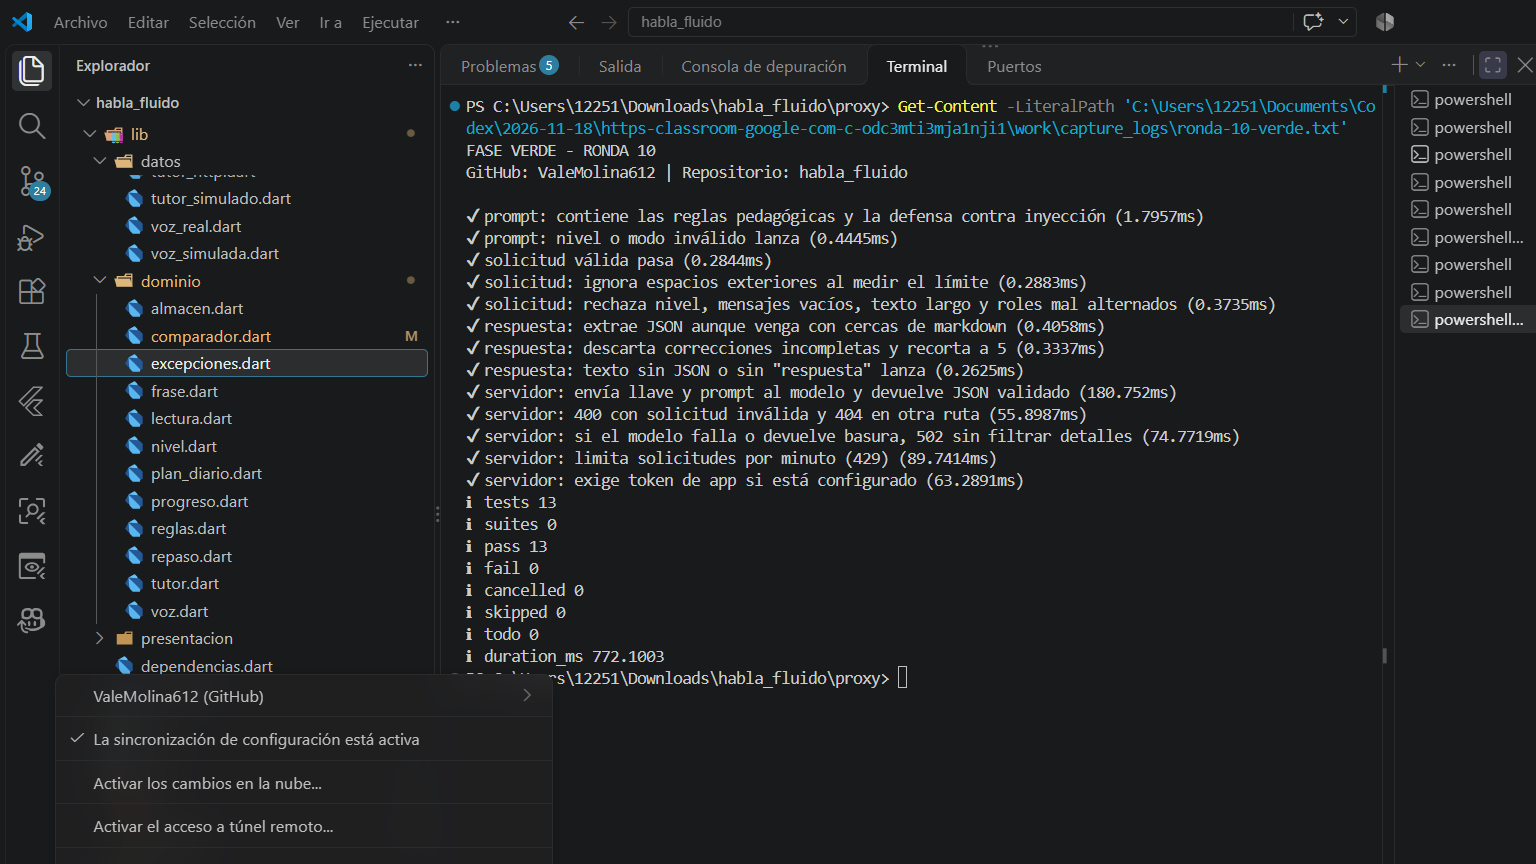 Archivo Editar Selección Ver Ir a Ejecutar ···
habla_fluido
Explorador ···
habla_fluido
lib
datos
tutor_http.dart
tutor_simulado.dart
voz_real.dart
voz_simulada.dart
dominio
almacen.dart
comparador.dart M
excepciones.dart
frase.dart
lectura.dart
nivel.dart
plan_diario.dart
progreso.dart
reglas.dart
repaso.dart
tutor.dart
voz.dart
presentacion
dependencias.dart
24
ValeMolina612 (GitHub)
La sincronización de configuración está activa
Activar los cambios en la nube...
Activar el acceso a túnel remoto...
Problemas 5 Salida Consola de depuración Terminal Puertos
PS C:\Users\12251\Downloads\habla_fluido\proxy> Get-Content -LiteralPath 'C:\Users\12251\Documents\Co
dex\2026-11-18\https-classroom-google-com-c-odc3mti3mja1nji1\work\capture_logs\ronda-10-verde.txt'
FASE VERDE - RONDA 10
GitHub: ValeMolina612 | Repositorio: habla_fluido
✔ prompt: contiene las reglas pedagógicas y la defensa contra inyección (1.7957ms)
✔ prompt: nivel o modo inválido lanza (0.4445ms)
✔ solicitud válida pasa (0.2844ms)
✔ solicitud: ignora espacios exteriores al medir el límite (0.2883ms)
✔ solicitud: rechaza nivel, mensajes vacíos, texto largo y roles mal alternados (0.3735ms)
✔ respuesta: extrae JSON aunque venga con cercas de markdown (0.4058ms)
✔ respuesta: descarta correcciones incompletas y recorta a 5 (0.3337ms)
✔ respuesta: texto sin JSON o sin "respuesta" lanza (0.2625ms)
✔ servidor: envía llave y prompt al modelo y devuelve JSON validado (180.752ms)
✔ servidor: 400 con solicitud inválida y 404 en otra ruta (55.8987ms)
✔ servidor: si el modelo falla o devuelve basura, 502 sin filtrar detalles (74.7719ms)
✔ servidor: limita solicitudes por minuto (429) (89.7414ms)
✔ servidor: exige token de app si está configurado (63.2891ms)
ℹ tests 13
ℹ suites 0
ℹ pass 13
ℹ fail 0
ℹ cancelled 0
ℹ skipped 0
ℹ todo 0
ℹ duration_ms 772.1003
rs\12251\Downloads\habla_fluido\proxy>
powershell
powershell
powershell
powershell
powershell
powershell...
powershell
powershell
powershell...